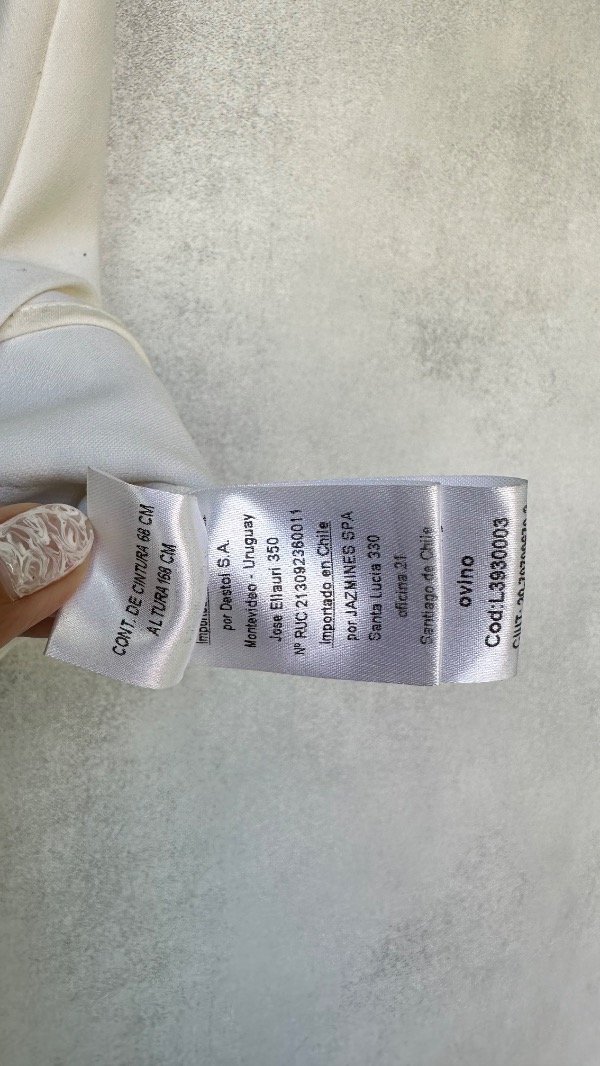 CONT. DE CINTURA 68 CM
ALTURA 168 CM
por Destol S.A.
Montevideo - Uruguay
Jose Ellauri 350
Nº RUC 213092360011
Importado en Chile
por JAZMINES SPA
Santa Lucia 330
oficina 21
Santiago de Chile
ovino
Cod:L3930003